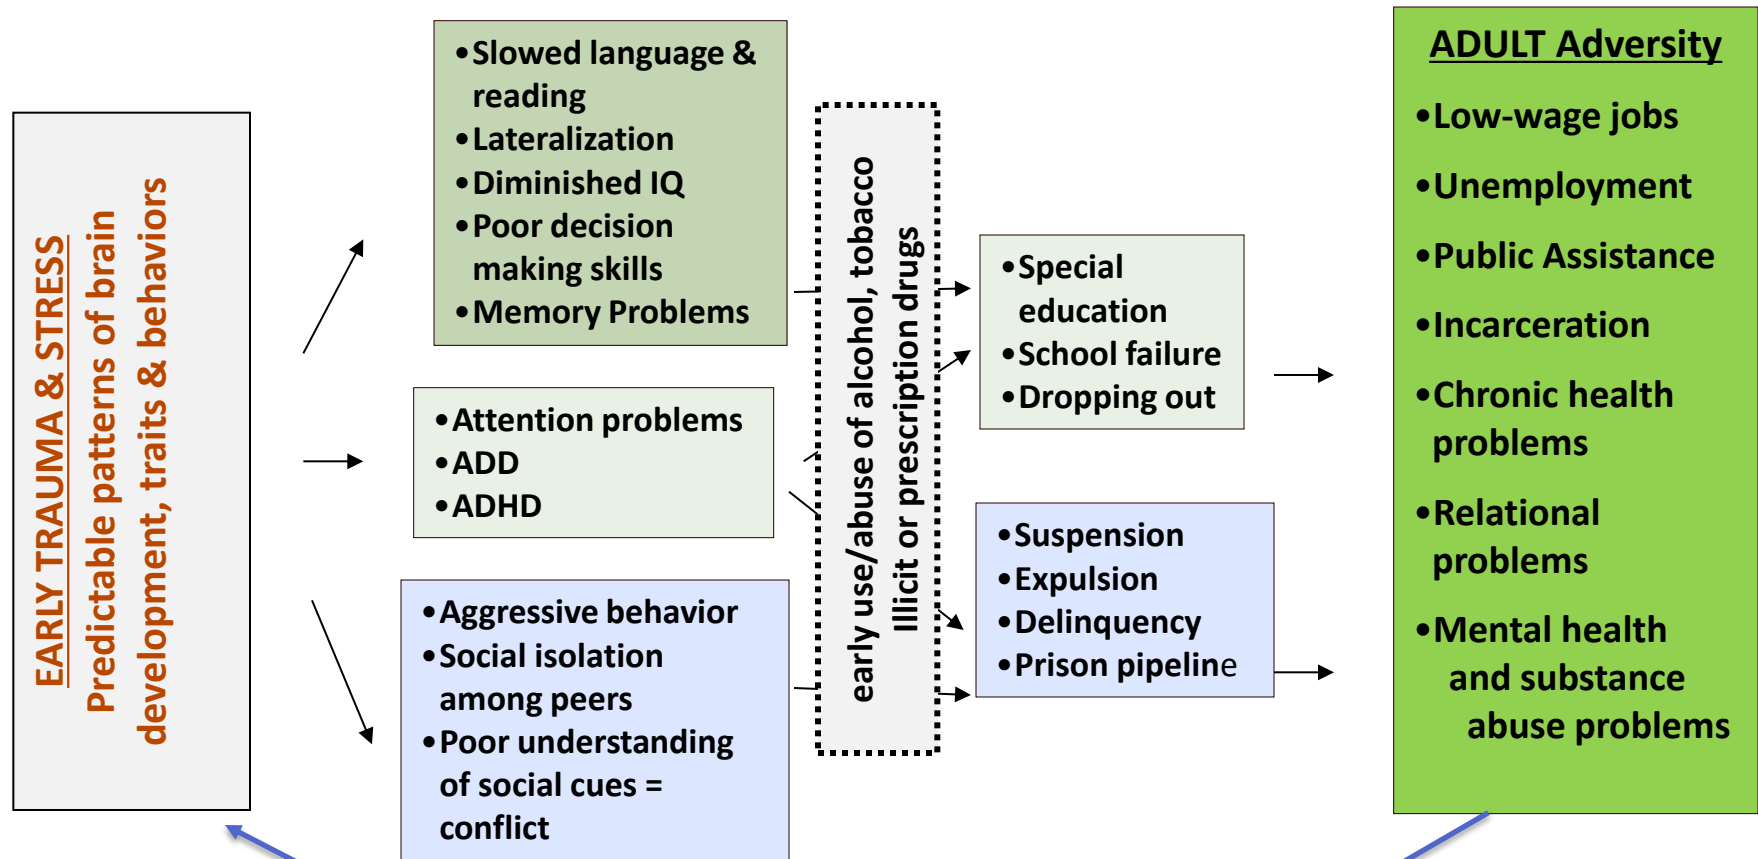 EARLY TRAUMA & STRESS
Predictable patterns of brain
development, traits & behaviors
•Slowed language &
reading
•Lateralization
•Diminished IQ
•Poor decision
making skills
•Memory Problems
•Attention problems
•ADD
•ADHD
•Aggressive behavior
•Social isolation
among peers
•Poor understanding
of social cues =
conflict
early use/abuse of alcohol, tobacco
Illicit or prescription drugs
•Special
education
•School failure
•Dropping out
•Suspension
•Expulsion
•Delinquency
•Prison pipeline
ADULT Adversity
•Low-wage jobs
•Unemployment
•Public Assistance
•Incarceration
•Chronic health
problems
•Relational
problems
•Mental health
and substance
abuse problems